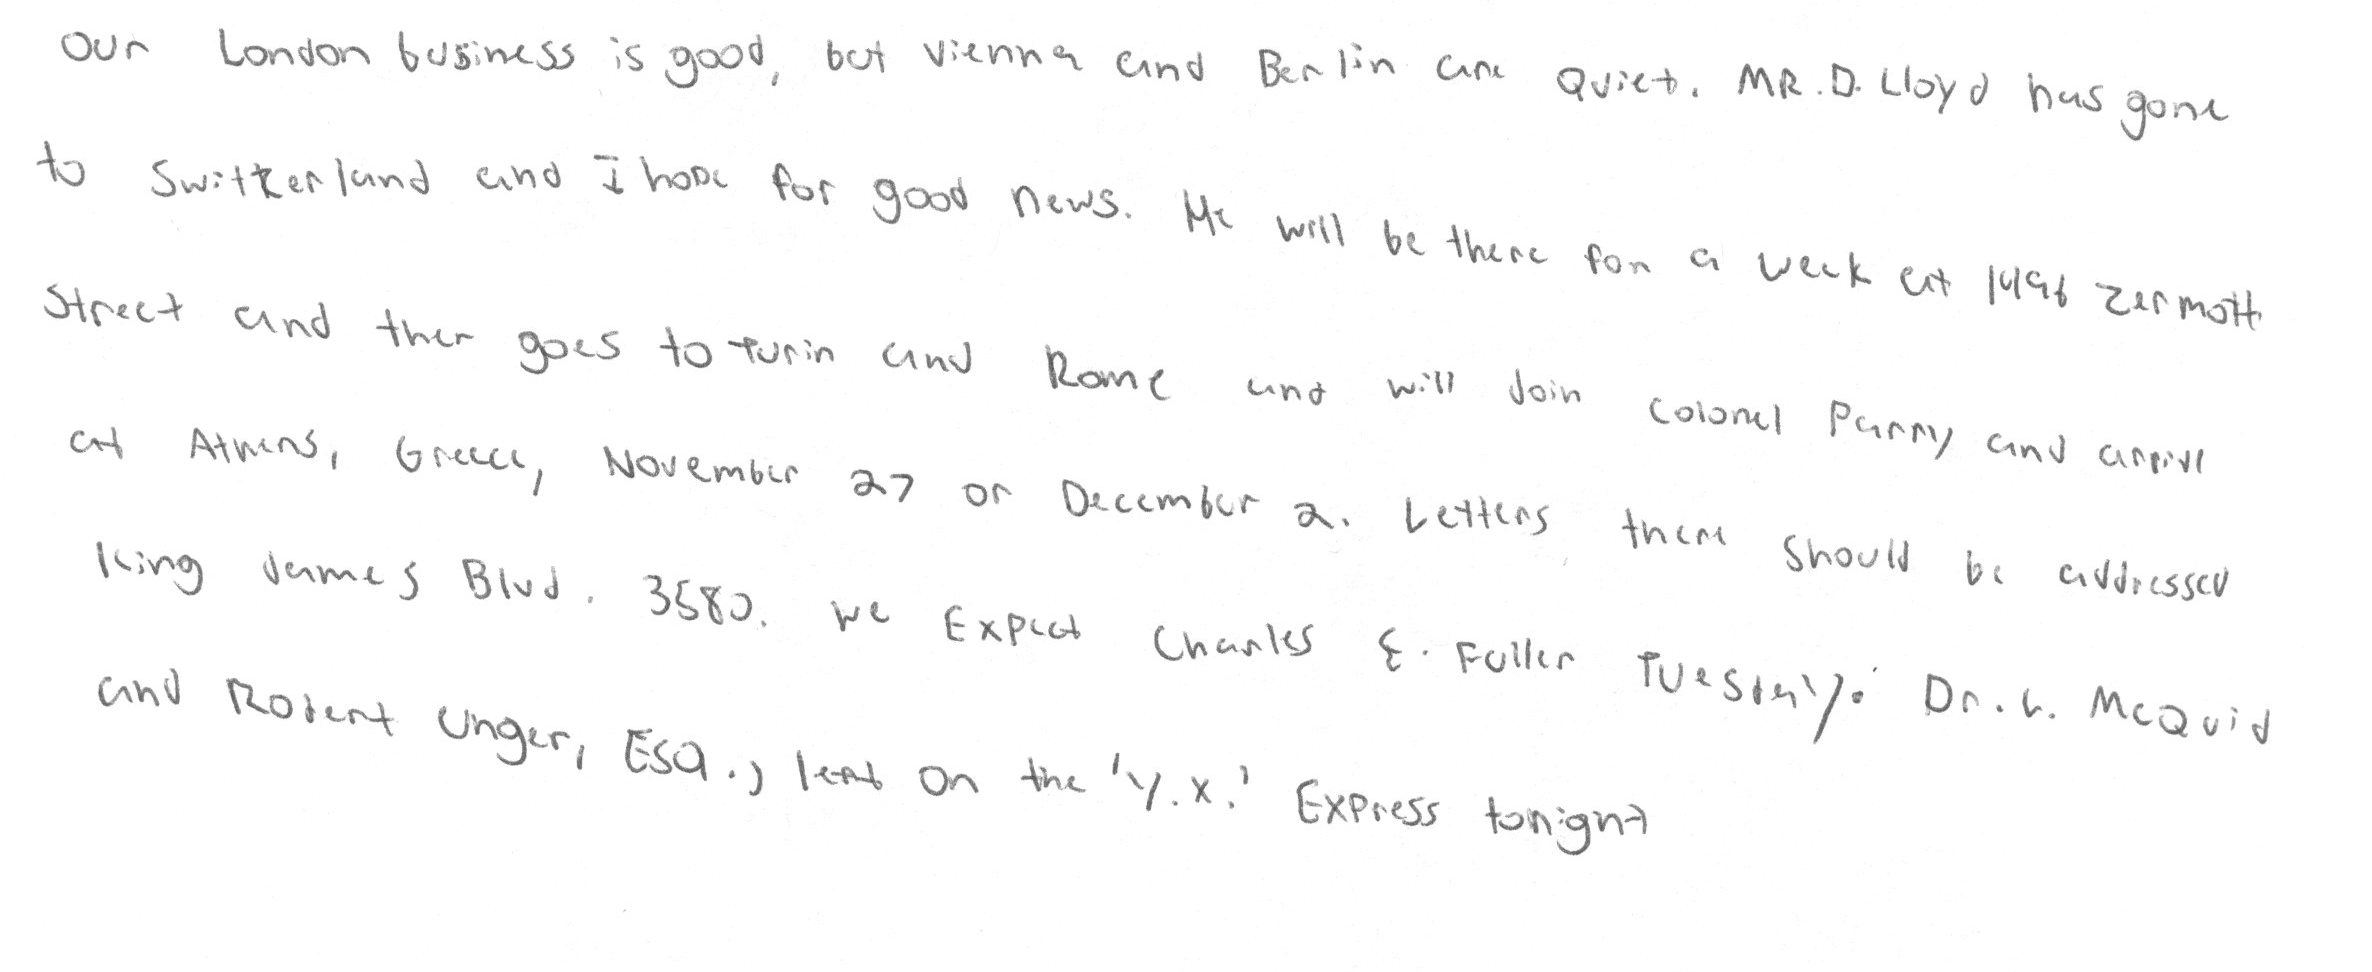 Our London business is good, but Vienna and Berlin are Quiet. MR. D. Lloyd has gone
to Switzerland and I hope for good news. He will be there for a week at 1496 Zermott
Street and then goes to Turin and Rome and will Join Colonel Parry and arrive
at Athens, Greece, November 27 or December 2. Letters there should be addressed
King James Blvd. 3580. We Expect Charles E. Fuller Tuesday. Dr. L. McQuid
and Robert Unger, Esq., left on the 'Y.X.' Express tonight